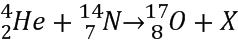 ⁴₂He + ¹⁴₇N → ¹⁷₈O + X